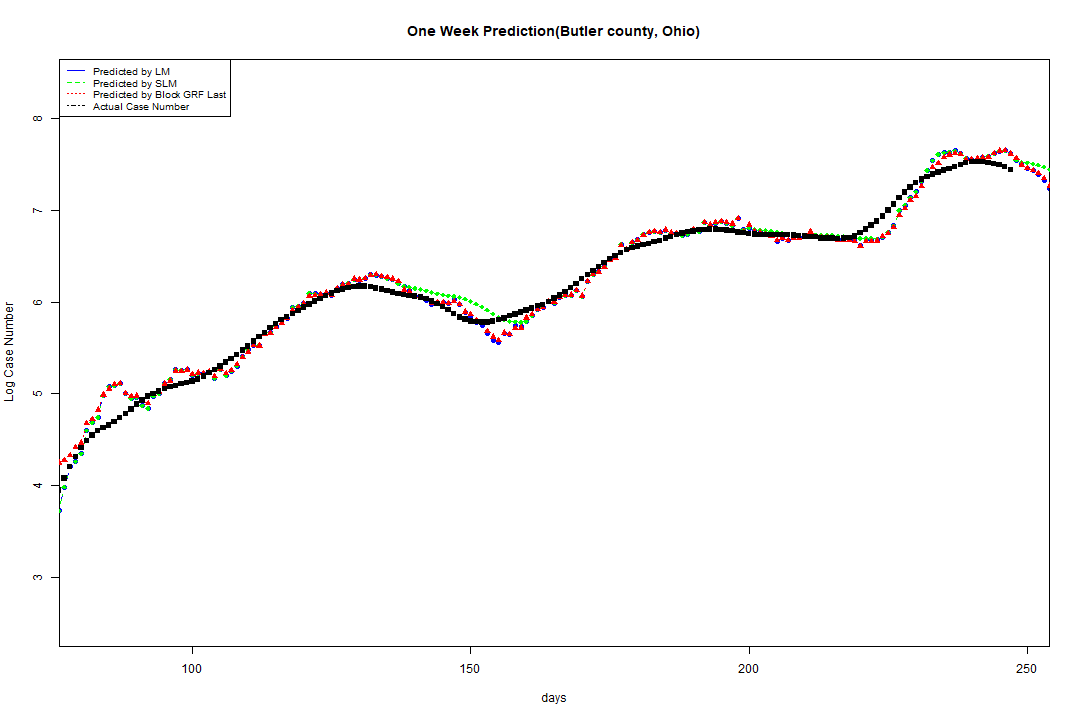 One Week Prediction(Butler county, Ohio)
Predicted by LM
Predicted by SLM
Predicted by Block GRF Last
Actual Case Number
Log Case Number
8
7
6
5
4
3
100 150 200 250
days